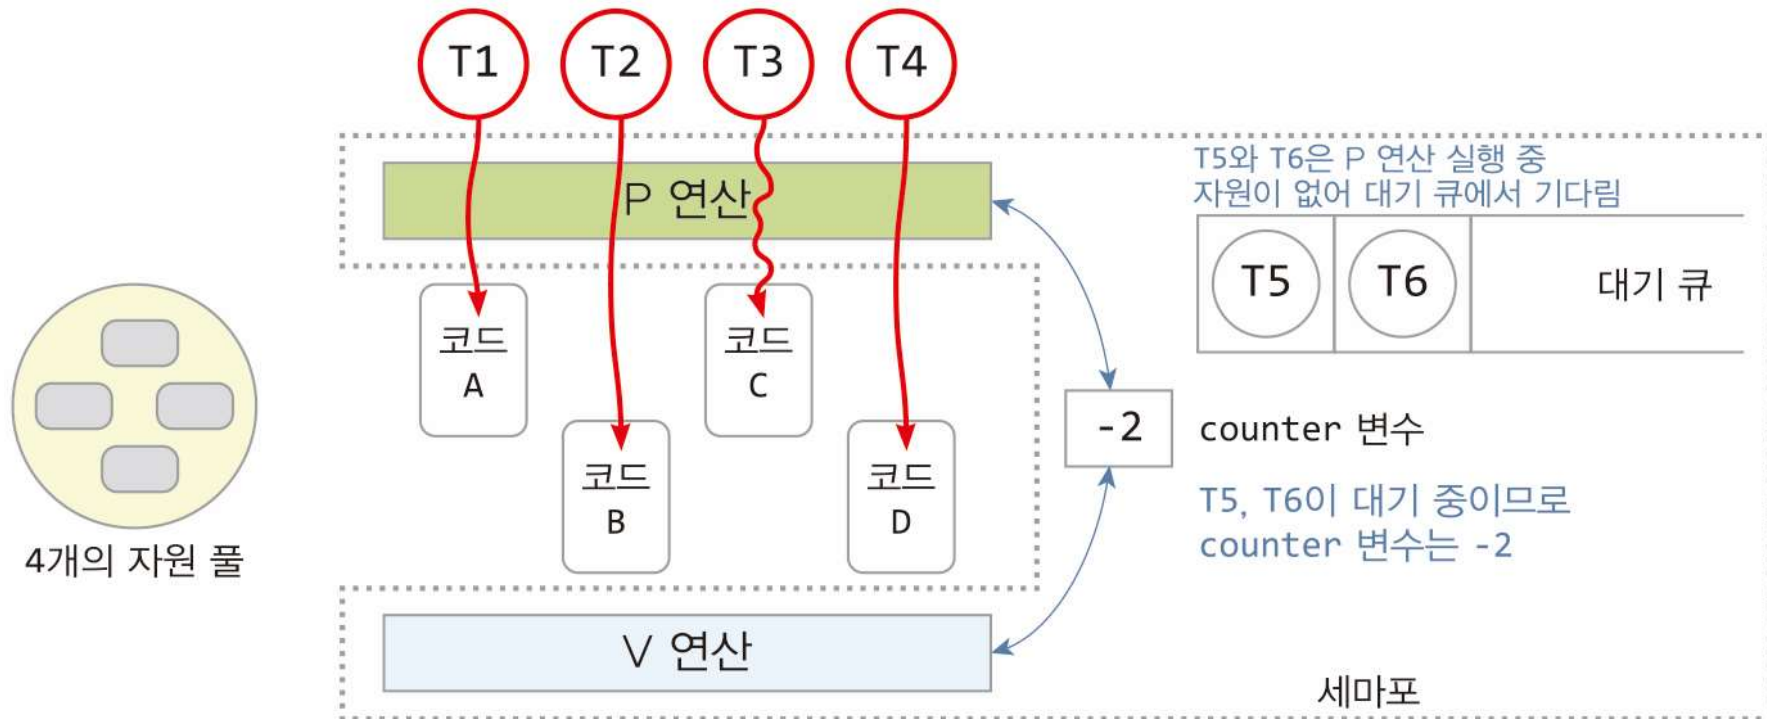 T1
T2
T3
T4
P 연산
T5와 T6은 P 연산 실행 중
자원이 없어 대기 큐에서 기다림
T5
T6
대기 큐
코드
A
코드
B
코드
C
코드
D
-2
counter 변수
T5, T6이 대기 중이므로
counter 변수는 -2
4개의 자원 풀
V 연산
세마포